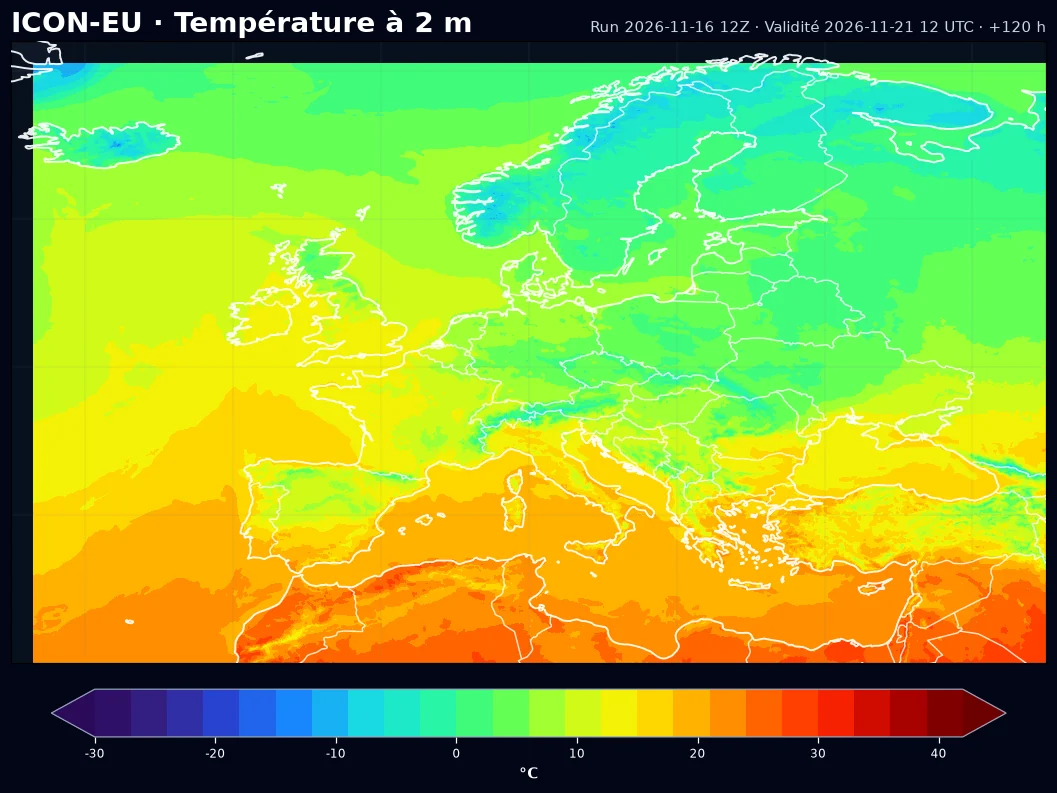 ICON-EU · Température à 2 m
Run 2026-11-16 12Z · Validité 2026-11-21 12 UTC · +120 h
-30 -20 -10 0 10 20 30 40
°C